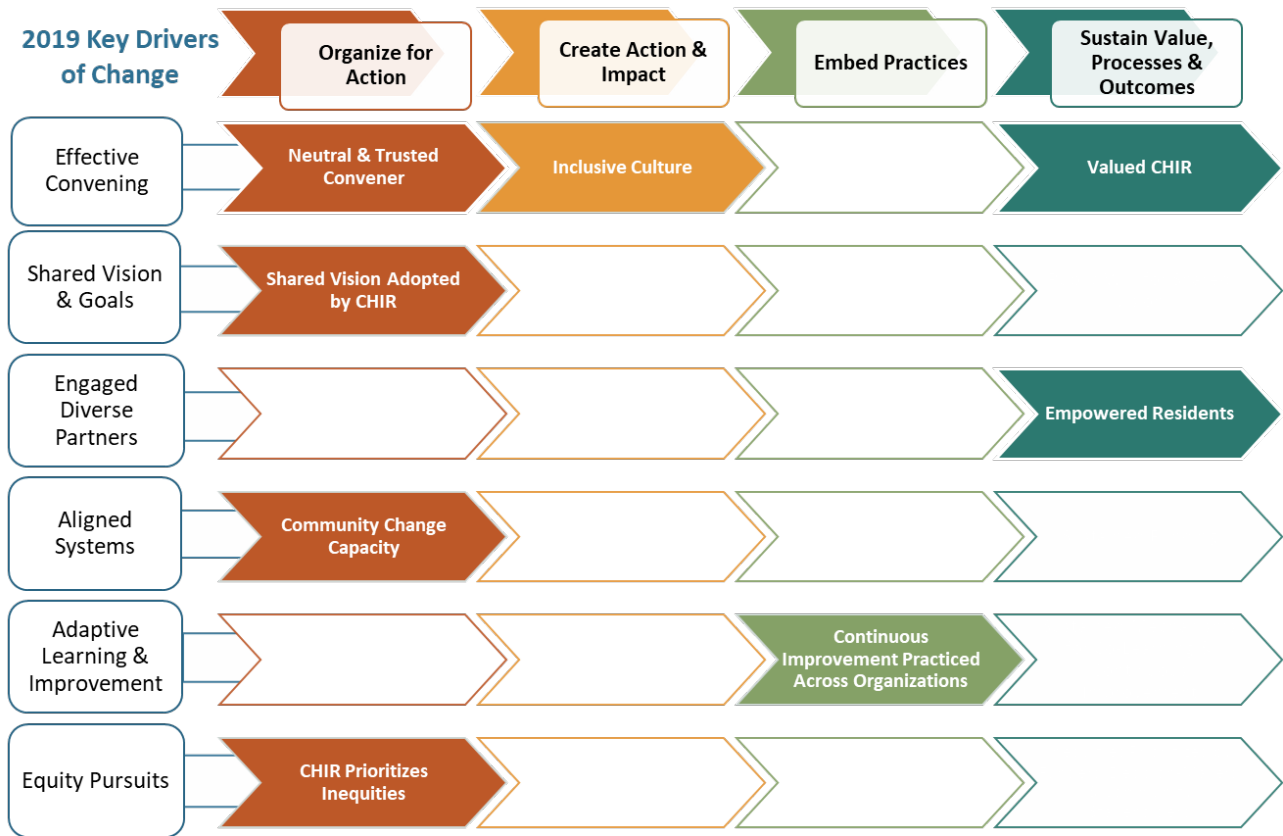 2019 Key Drivers
of Change
Organize for
Action
Create Action &
Impact
Embed Practices
Sustain Value,
Processes &
Outcomes
Effective
Convening
Neutral & Trusted
Convener
Inclusive Culture
Valued CHIR
Shared Vision
& Goals
Shared Vision Adopted
by CHIR
Engaged
Diverse
Partners
Empowered Residents
Aligned
Systems
Community Change
Capacity
Adaptive
Learning &
Improvement
Continuous
Improvement Practiced
Across Organizations
Equity Pursuits
CHIR Prioritizes
Inequities